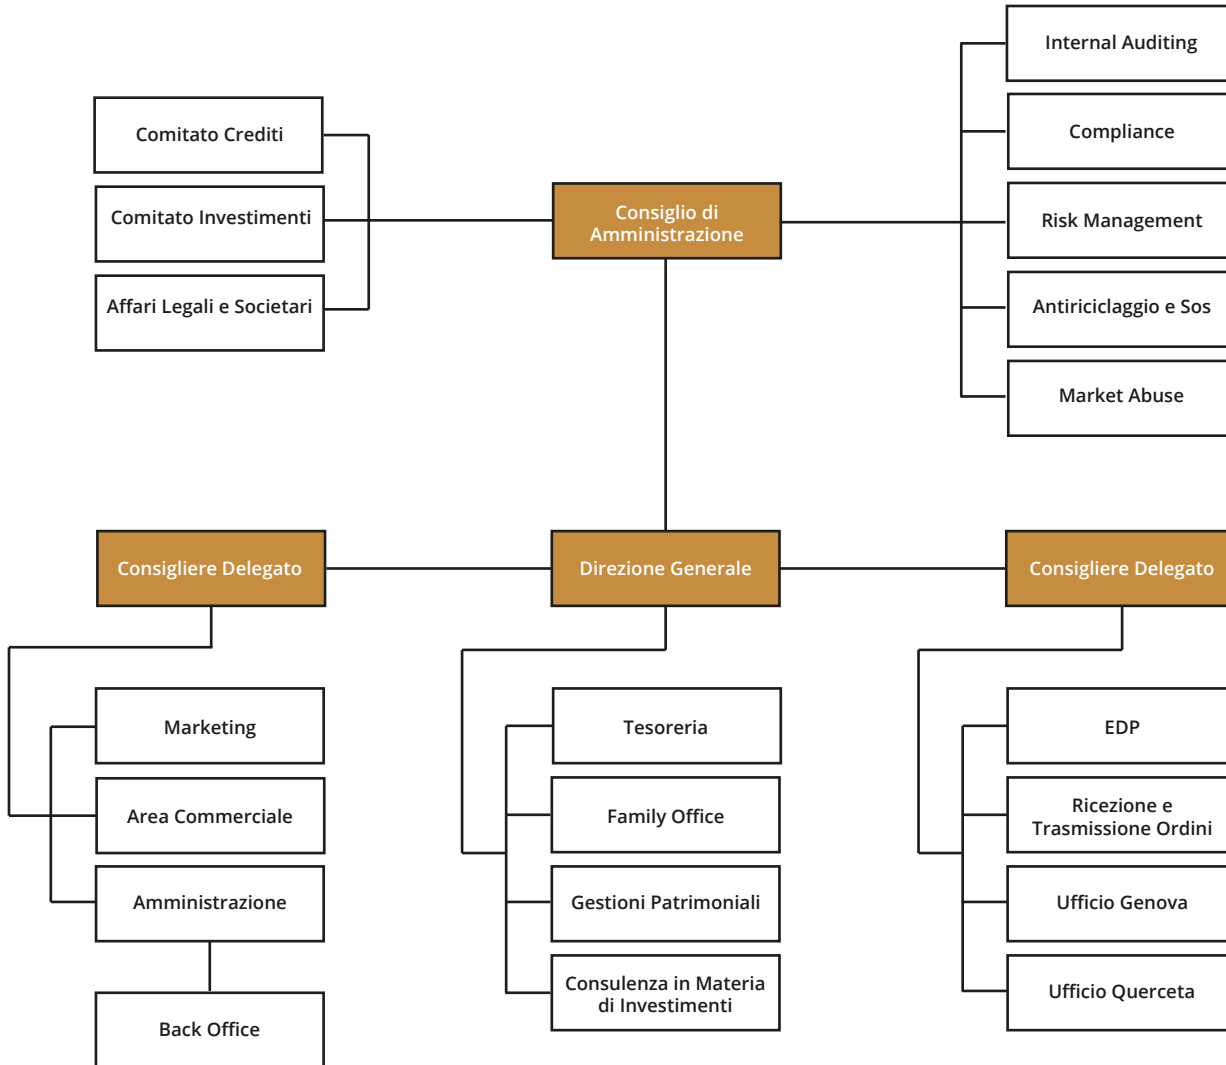 Internal Auditing
Comitato Crediti
Compliance
Comitato Investimenti
Consiglio di
Amministrazione
Risk Management
Affari Legali e Societari
Antiriciclaggio e Sos
Market Abuse
Consigliere Delegato
Direzione Generale
Consigliere Delegato
Marketing
Tesoreria
EDP
Area Commerciale
Family Office
Ricezione e
Trasmissione Ordini
Amministrazione
Gestioni Patrimoniali
Ufficio Genova
Back Office
Consulenza in Materia
di Investimenti
Ufficio Querceta